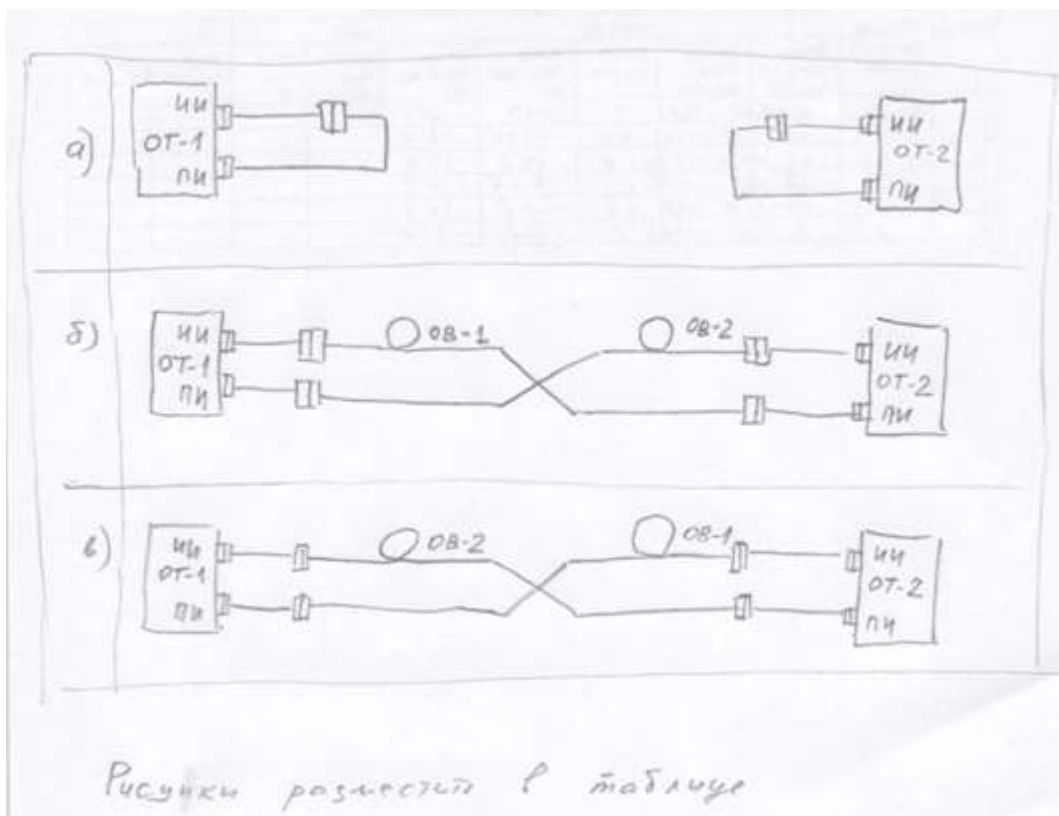 ИИ
ОТ-1
ПИ
а)
ИИ
ОТ-2
ПИ
б)
ИИ
ОТ-1
ПИ
ОВ-1
ОВ-2
ИИ
ОТ-2
ПИ
в)
ИИ
ОТ-1
ПИ
ОВ-2
ОВ-1
ИИ
ОТ-2
ПИ
Рисунки разместить в таблице